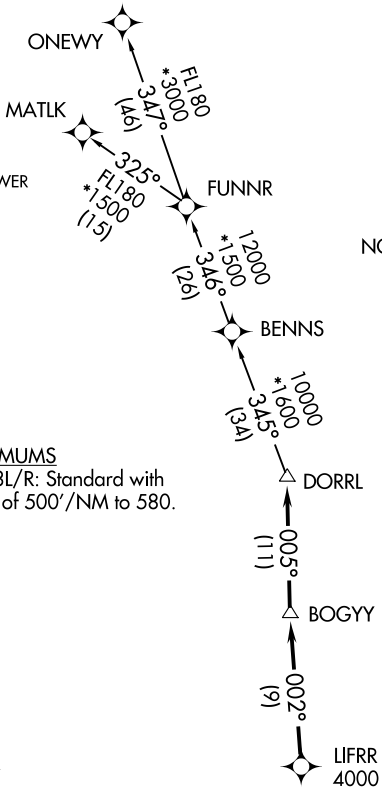 ONEWY
FL180
*3000
347°
(46)
MATLK
325°
FL180
*1500
(15)
WER
FUNNR
12000
*1500
346°
(26)
NO
BENNS
10000
*1600
345°
(34)
MUMS
BL/R: Standard with
of 500'/NM to 580.
DORRL
005°
(11)
BOGYY
002°
(9)
LIFRR
4000